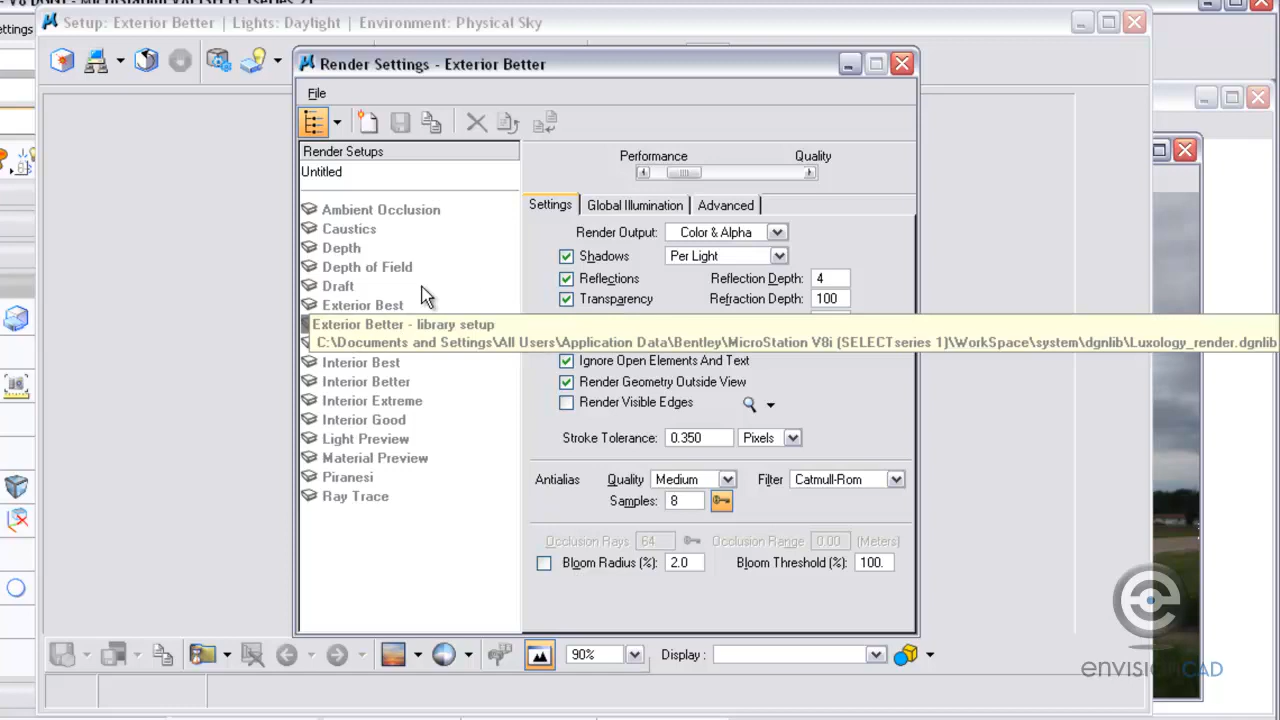 Setup: Exterior Better | Lights: Daylight | Environment: Physical Sky
ettings
Render Settings - Exterior Better
File
Render Setups
Untitled
Ambient Occlusion
Caustics
Depth
Depth of Field
Draft
Exterior Best
Exterior Better - library setup
C:\Documents and Settings\All Users\Application Data\Bentley\MicroStation V8i (SELECTseries 1)\WorkSpace\system\dgnlib\Luxology_render.dgnlib
Interior Best
Interior Better
Interior Extreme
Interior Good
Light Preview
Material Preview
Piranesi
Ray Trace
Performance Quality
Settings Global Illumination Advanced
Render Output: Color & Alpha
Shadows Per Light
Reflections Reflection Depth: 4
Transparency Refraction Depth: 100
Ignore Open Elements And Text
Render Geometry Outside View
Render Visible Edges
Stroke Tolerance: 0.350 Pixels
Antialias Quality Medium Filter Catmull-Rom
Samples: 8
Occlusion Rays 64 Occlusion Range 0.00 (Meters)
Bloom Radius (%): 2.0 Bloom Threshold (%): 100.
90% Display :
envisionCAD